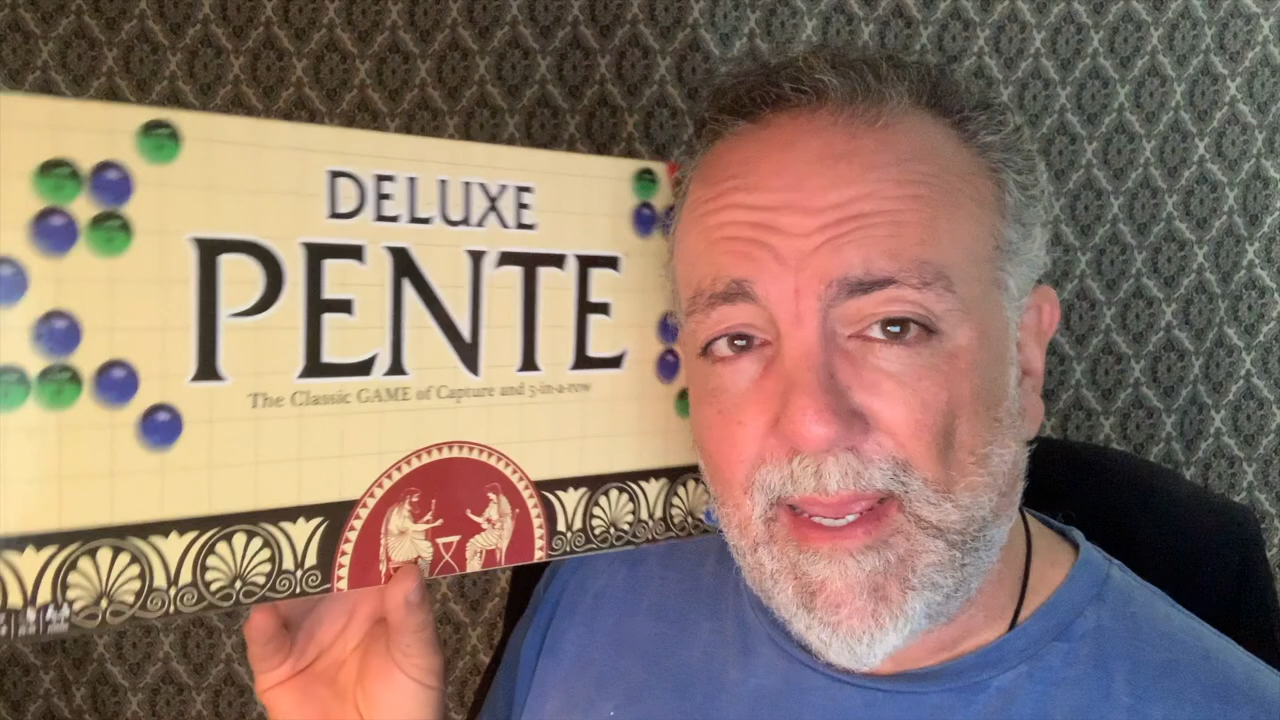 DELUXE
PENTE
The Classic GAME of Capture and 5-in-a-row